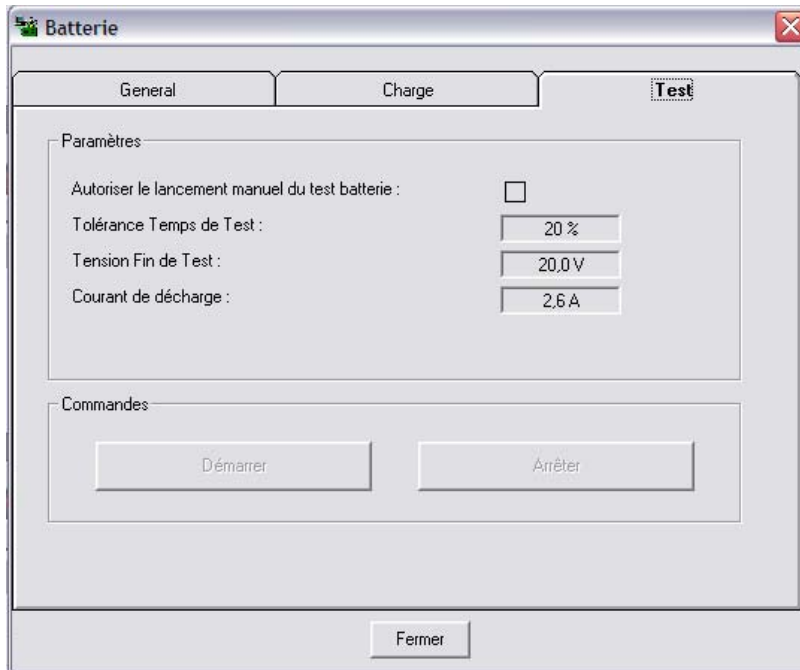 Batterie
General Charge Test
Paramètres
Autoriser le lancement manuel du test batterie :
Tolérance Temps de Test : 20 %
Tension Fin de Test : 20,0 V
Courant de décharge : 2,6 A
Commandes
Démarrer Arrêter
Fermer